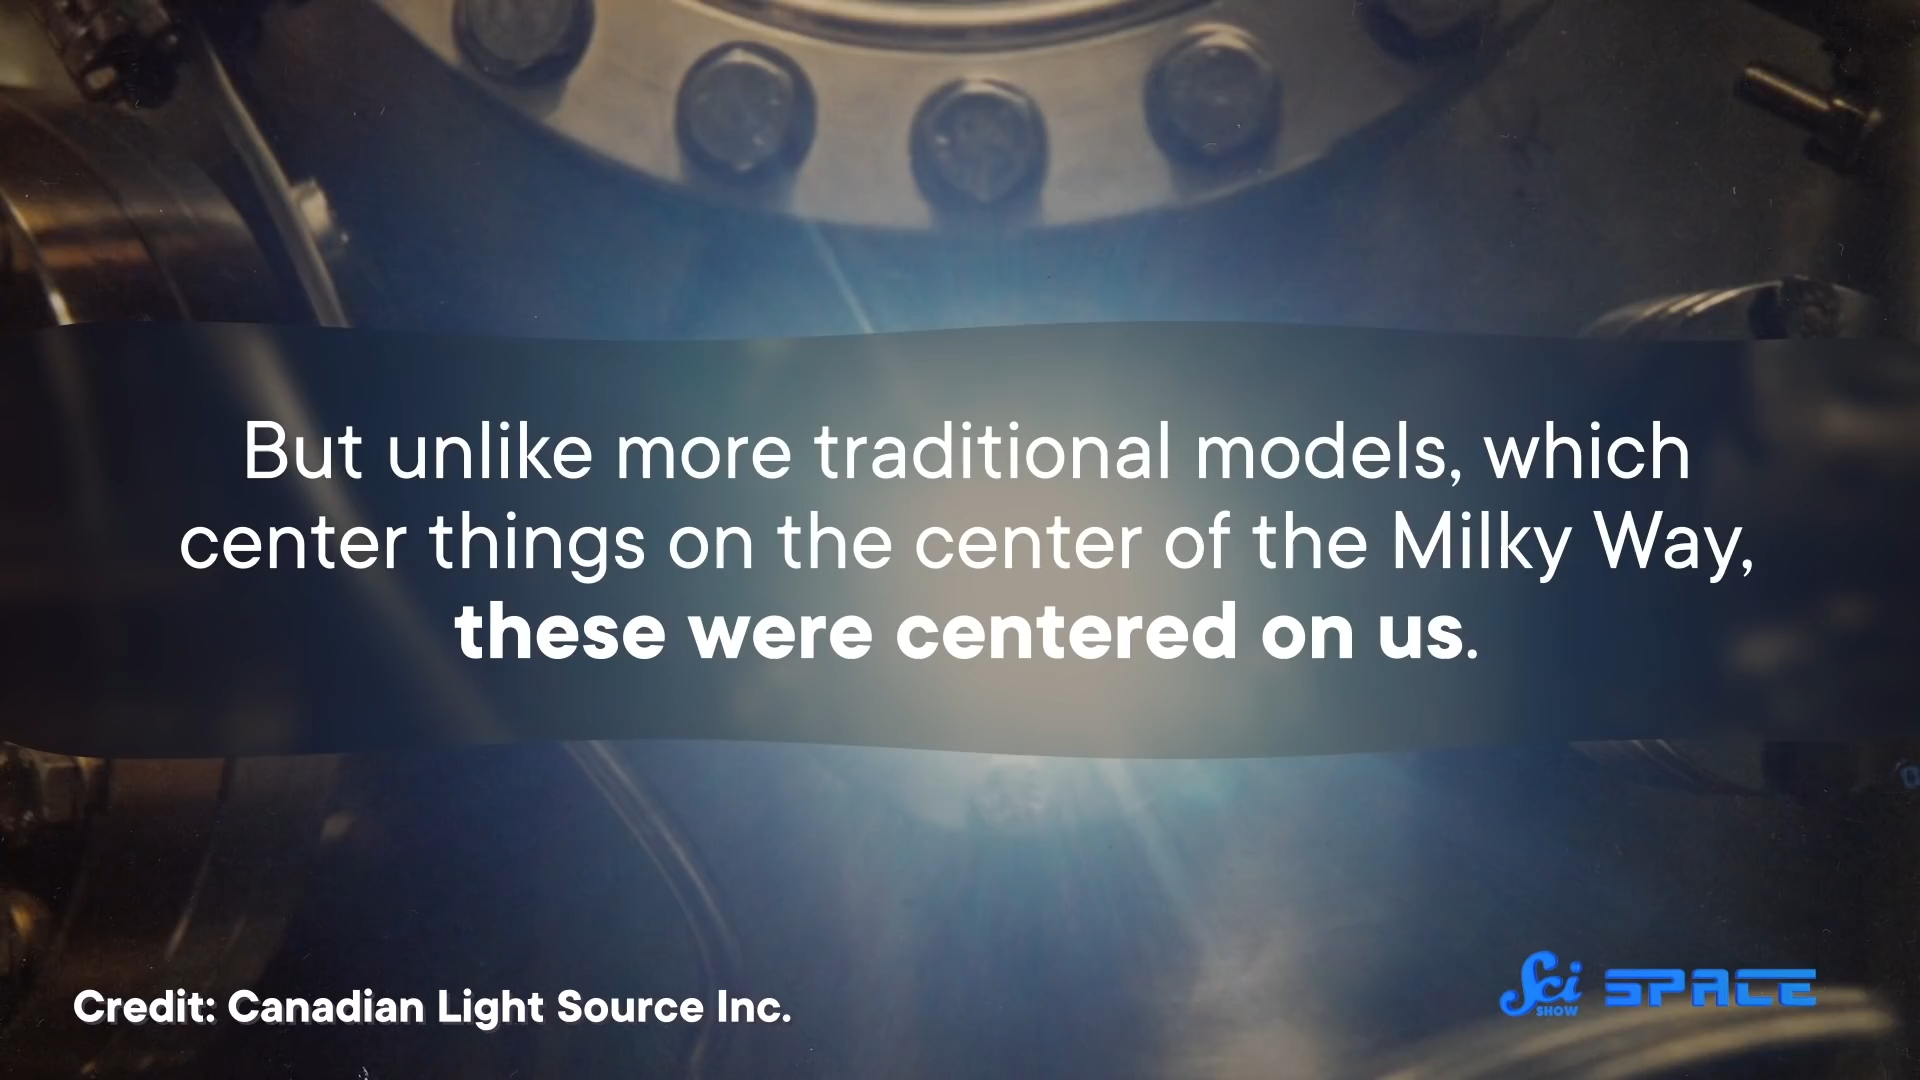 But unlike more traditional models, which
center things on the center of the Milky Way,
these were centered on us.
Credit: Canadian Light Source Inc.
Sci SHOW SPACE